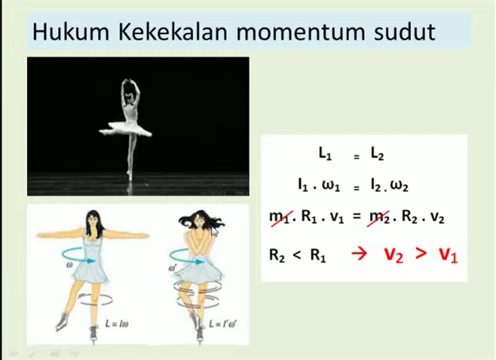 Hukum Kekekalan momentum sudut
L₁ = L₂
I₁ . ω₁ = I₂ . ω₂
m₁ . R₁ . v₁ = m₂ . R₂ . v₂
R₂ < R₁ → v₂ > v₁
ω ω'
L = Iω L = I'ω'